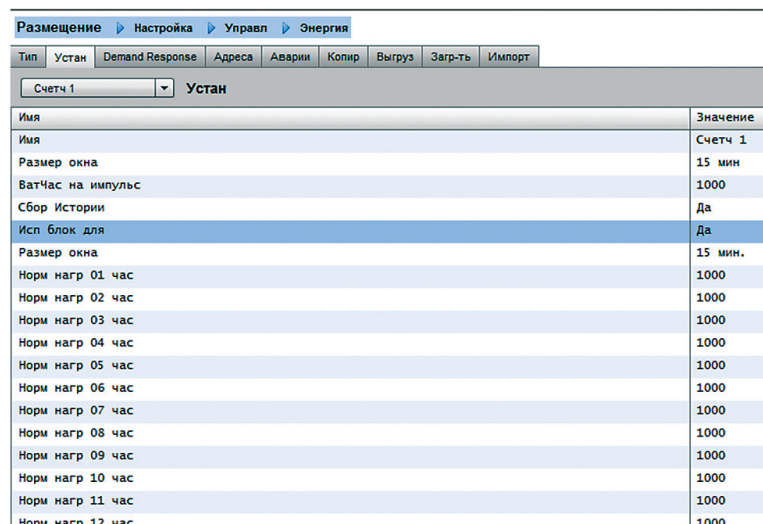 Размещение Настройка Управл Энергия
Тип Устан Demand Response Адреса Аварии Копир Выгруз Загр-ть Импорт
Счетч 1 Устан
Имя Значение
Имя Счетч 1
Размер окна 15 мин
ВатЧас на импульс 1000
Сбор Истории Да
Исп блок для Да
Размер окна 15 мин.
Норм нагр 01 час 1000
Норм нагр 02 час 1000
Норм нагр 03 час 1000
Норм нагр 04 час 1000
Норм нагр 05 час 1000
Норм нагр 06 час 1000
Норм нагр 07 час 1000
Норм нагр 08 час 1000
Норм нагр 09 час 1000
Норм нагр 10 час 1000
Норм нагр 11 час 1000
Норм нагр 12 час 1000